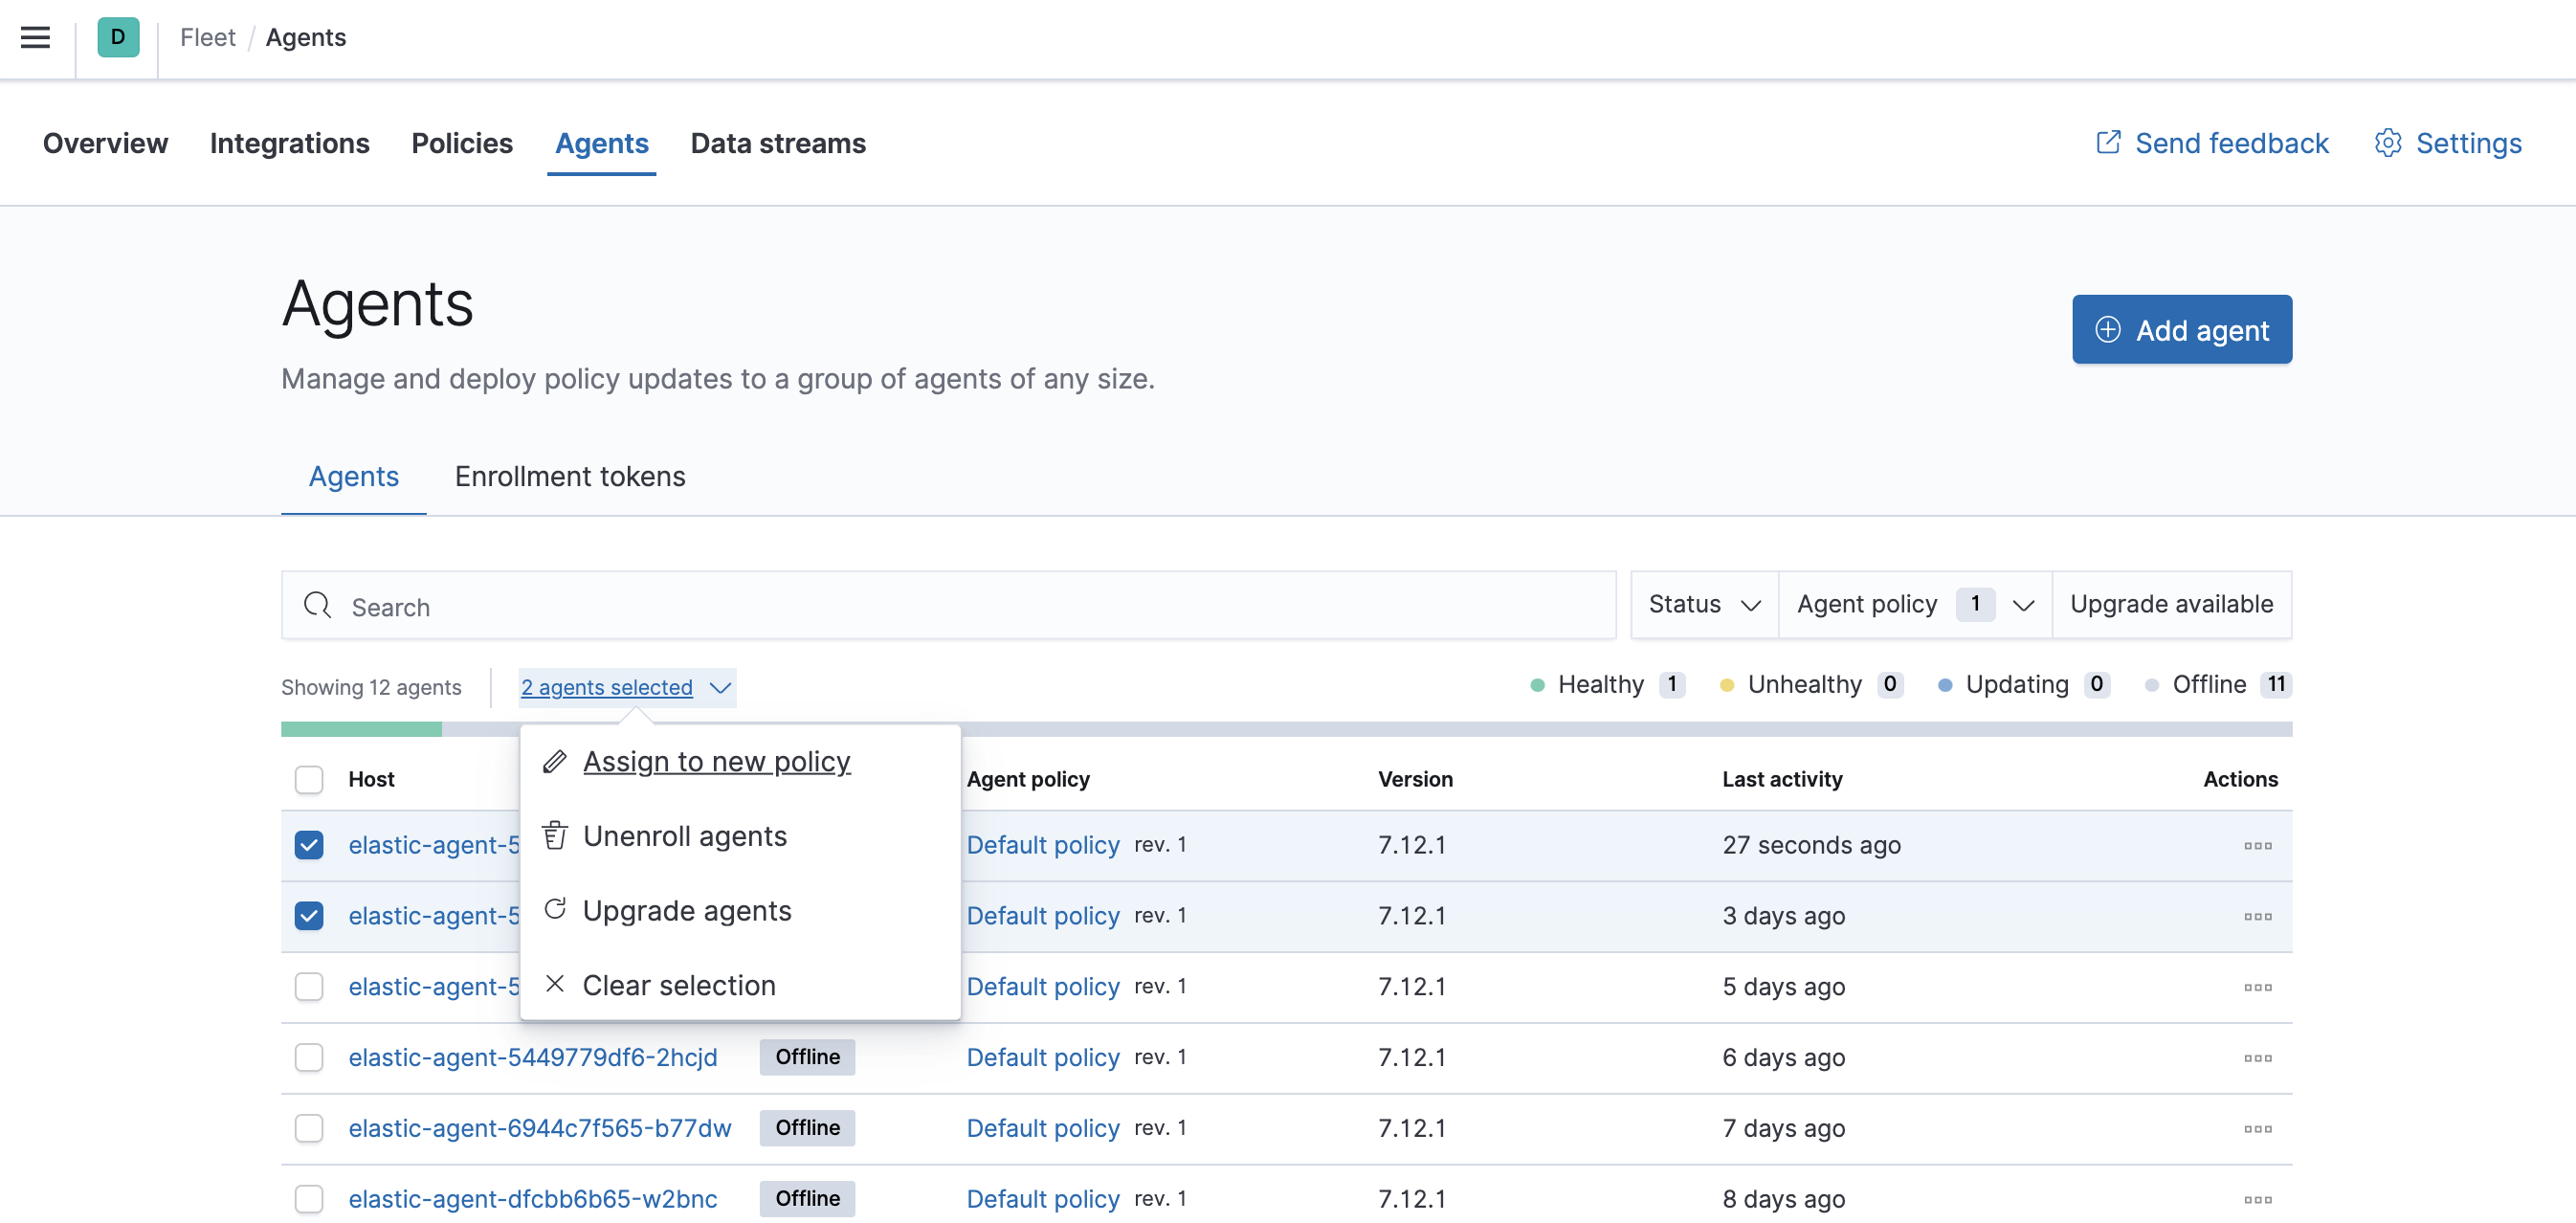 D Fleet / Agents
Overview Integrations Policies Agents Data streams Send feedback Settings
Agents
Add agent
Manage and deploy policy updates to a group of agents of any size.
Agents Enrollment tokens
Search Status Agent policy 1 Upgrade available
Showing 12 agents 2 agents selected Healthy 1 Unhealthy 0 Updating 0 Offline 11
Assign to new policy
Unenroll agents
Upgrade agents
Clear selection
Host Agent policy Version Last activity Actions
elastic-agent-5 Default policy rev. 1 7.12.1 27 seconds ago
elastic-agent-5 Default policy rev. 1 7.12.1 3 days ago
elastic-agent-5 Default policy rev. 1 7.12.1 5 days ago
elastic-agent-5449779df6-2hcjd Offline Default policy rev. 1 7.12.1 6 days ago
elastic-agent-6944c7f565-b77dw Offline Default policy rev. 1 7.12.1 7 days ago
elastic-agent-dfcbb6b65-w2bnc Offline Default policy rev. 1 7.12.1 8 days ago